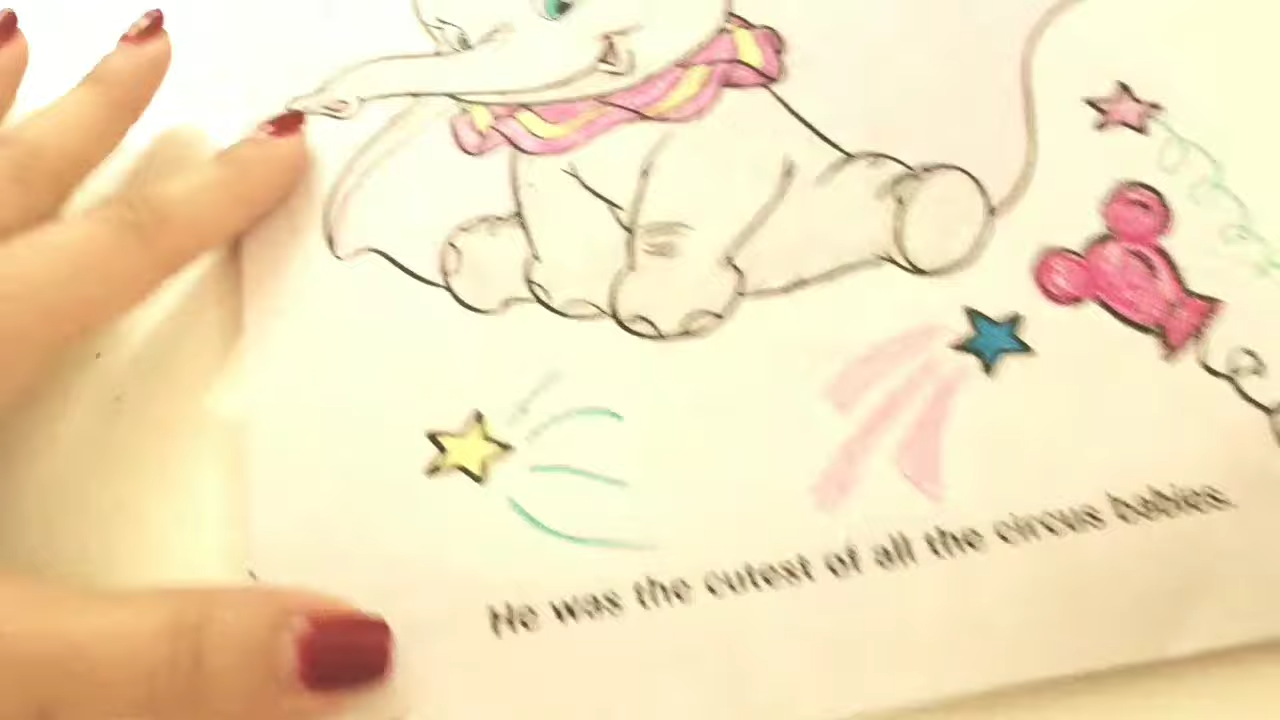 He was the cutest of all the circus babies.